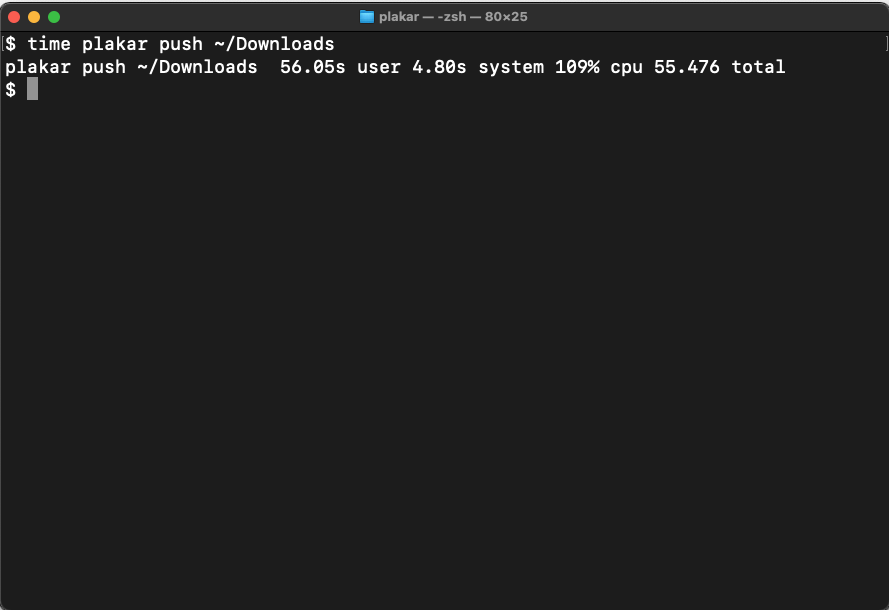 plakar — -zsh — 80×25
[$ time plakar push ~/Downloads ]
plakar push ~/Downloads  56.05s user 4.80s system 109% cpu 55.476 total
$